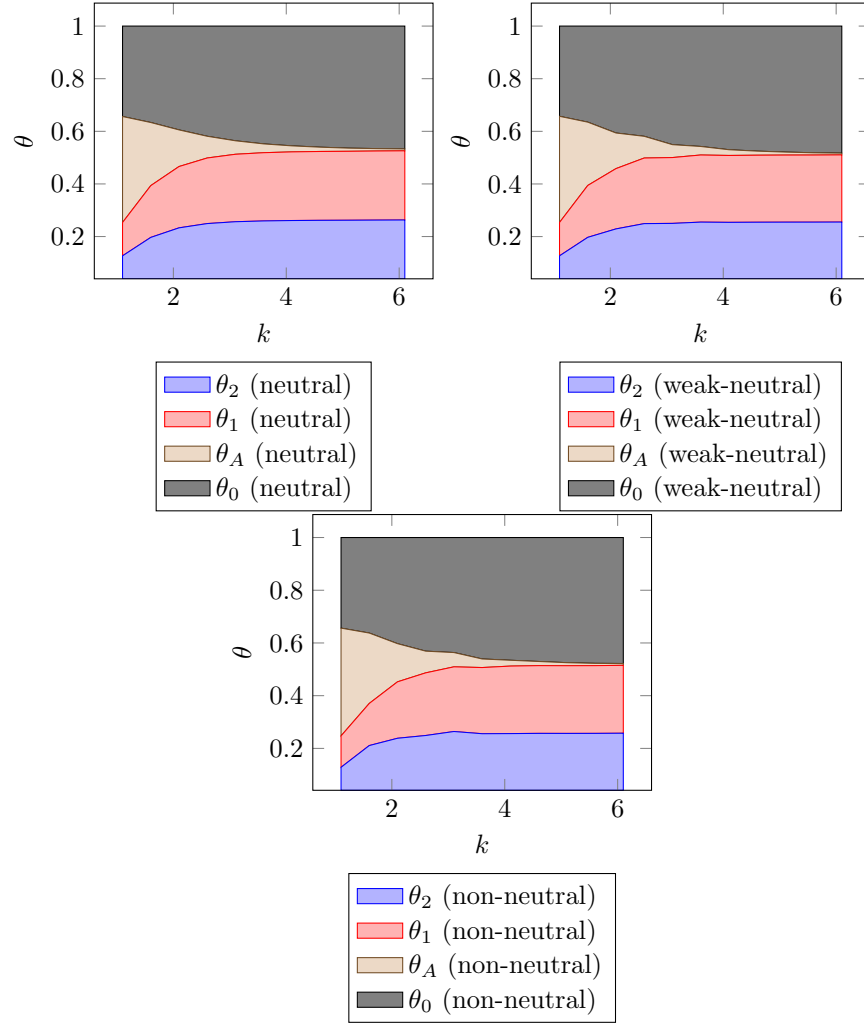 1
0.8
0.6
0.4
0.2
θ
2
4
6
k
θ2 (neutral)
θ1 (neutral)
θA (neutral)
θ0 (neutral)
1
0.8
0.6
0.4
0.2
θ
2
4
6
k
θ2 (weak-neutral)
θ1 (weak-neutral)
θA (weak-neutral)
θ0 (weak-neutral)
1
0.8
0.6
0.4
0.2
θ
2
4
6
k
θ2 (non-neutral)
θ1 (non-neutral)
θA (non-neutral)
θ0 (non-neutral)